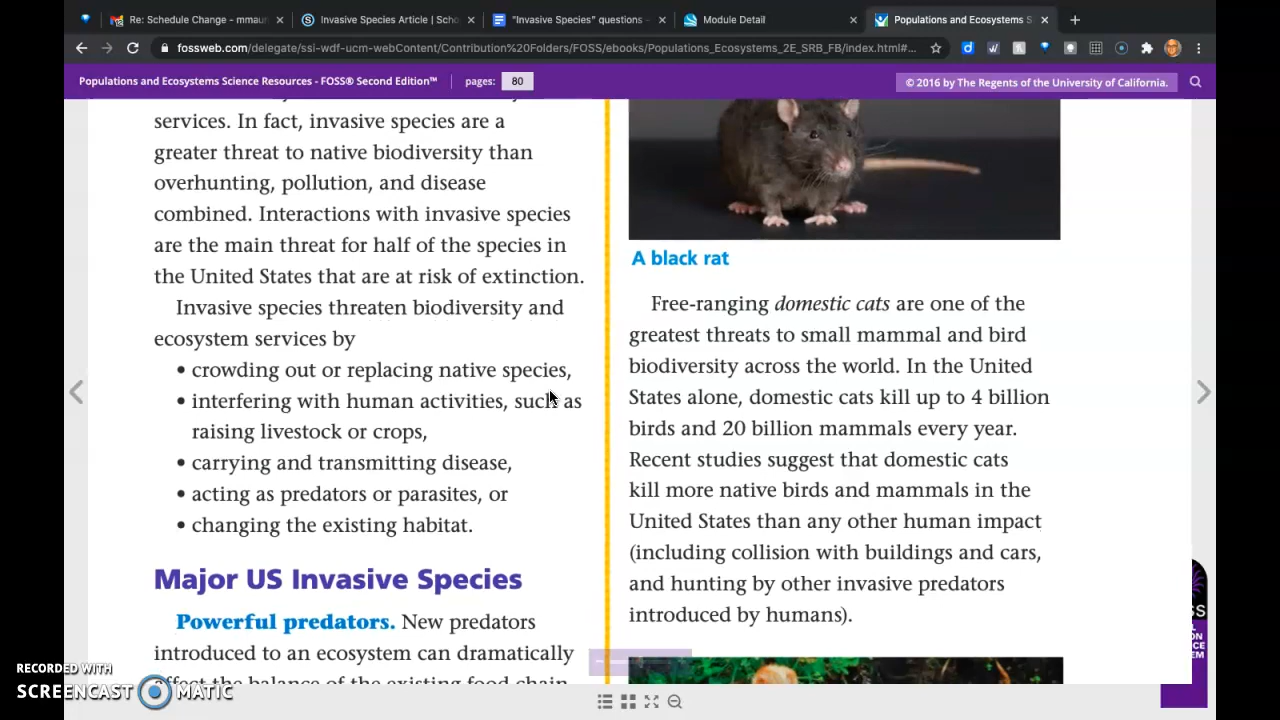 Re: Schedule Change - mmau
Invasive Species Article | Scho
"Invasive Species" questions -
Module Detail
Populations and Ecosystems S
fossweb.com/delegate/ssi-wdf-ucm-webContent/Contribution%20Folders/FOSS/ebooks/Populations_Ecosystems_2E_SRB_FB/index.html#...
Populations and Ecosystems Science Resources - FOSS® Second Edition™
pages: 80
© 2016 by The Regents of the University of California.
services. In fact, invasive species are a
greater threat to native biodiversity than
overhunting, pollution, and disease
combined. Interactions with invasive species
are the main threat for half of the species in
the United States that are at risk of extinction.
Invasive species threaten biodiversity and
ecosystem services by
• crowding out or replacing native species,
• interfering with human activities, such as
raising livestock or crops,
• carrying and transmitting disease,
• acting as predators or parasites, or
• changing the existing habitat.
Major US Invasive Species
Powerful predators. New predators
introduced to an ecosystem can dramatically
affect the balance of the existing food chain
A black rat
Free-ranging domestic cats are one of the
greatest threats to small mammal and bird
biodiversity across the world. In the United
States alone, domestic cats kill up to 4 billion
birds and 20 billion mammals every year.
Recent studies suggest that domestic cats
kill more native birds and mammals in the
United States than any other human impact
(including collision with buildings and cars,
and hunting by other invasive predators
introduced by humans).
RECORDED WITH
SCREENCAST MATIC